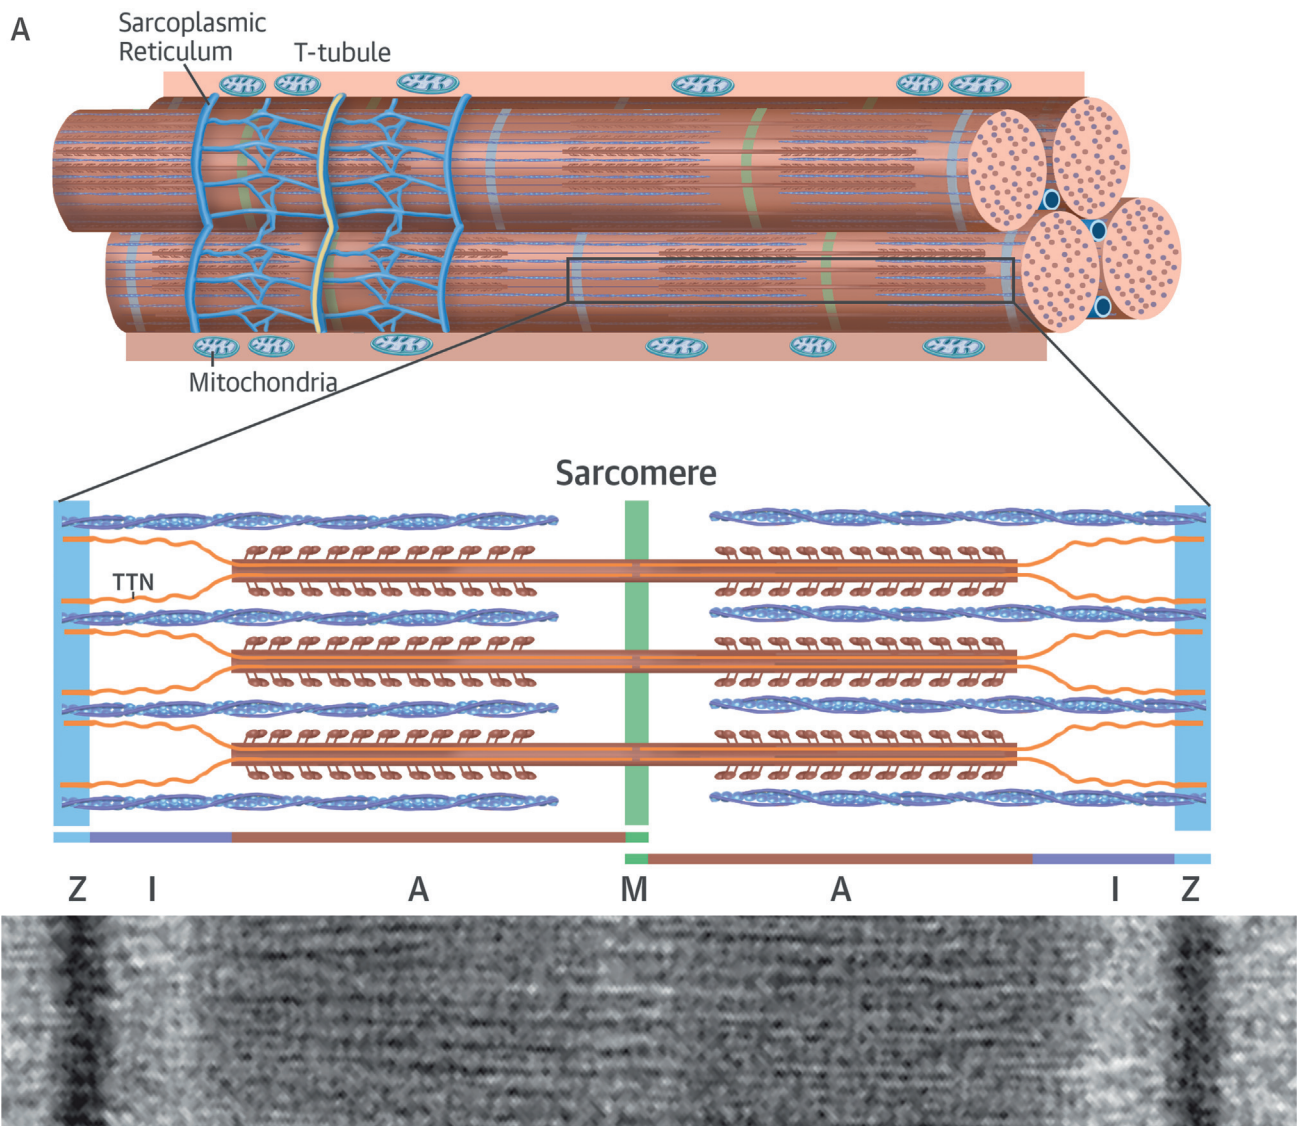 A
Sarcoplasmic
Reticulum
T-tubule
Mitochondria
Sarcomere
TTN
Z I A M A I Z